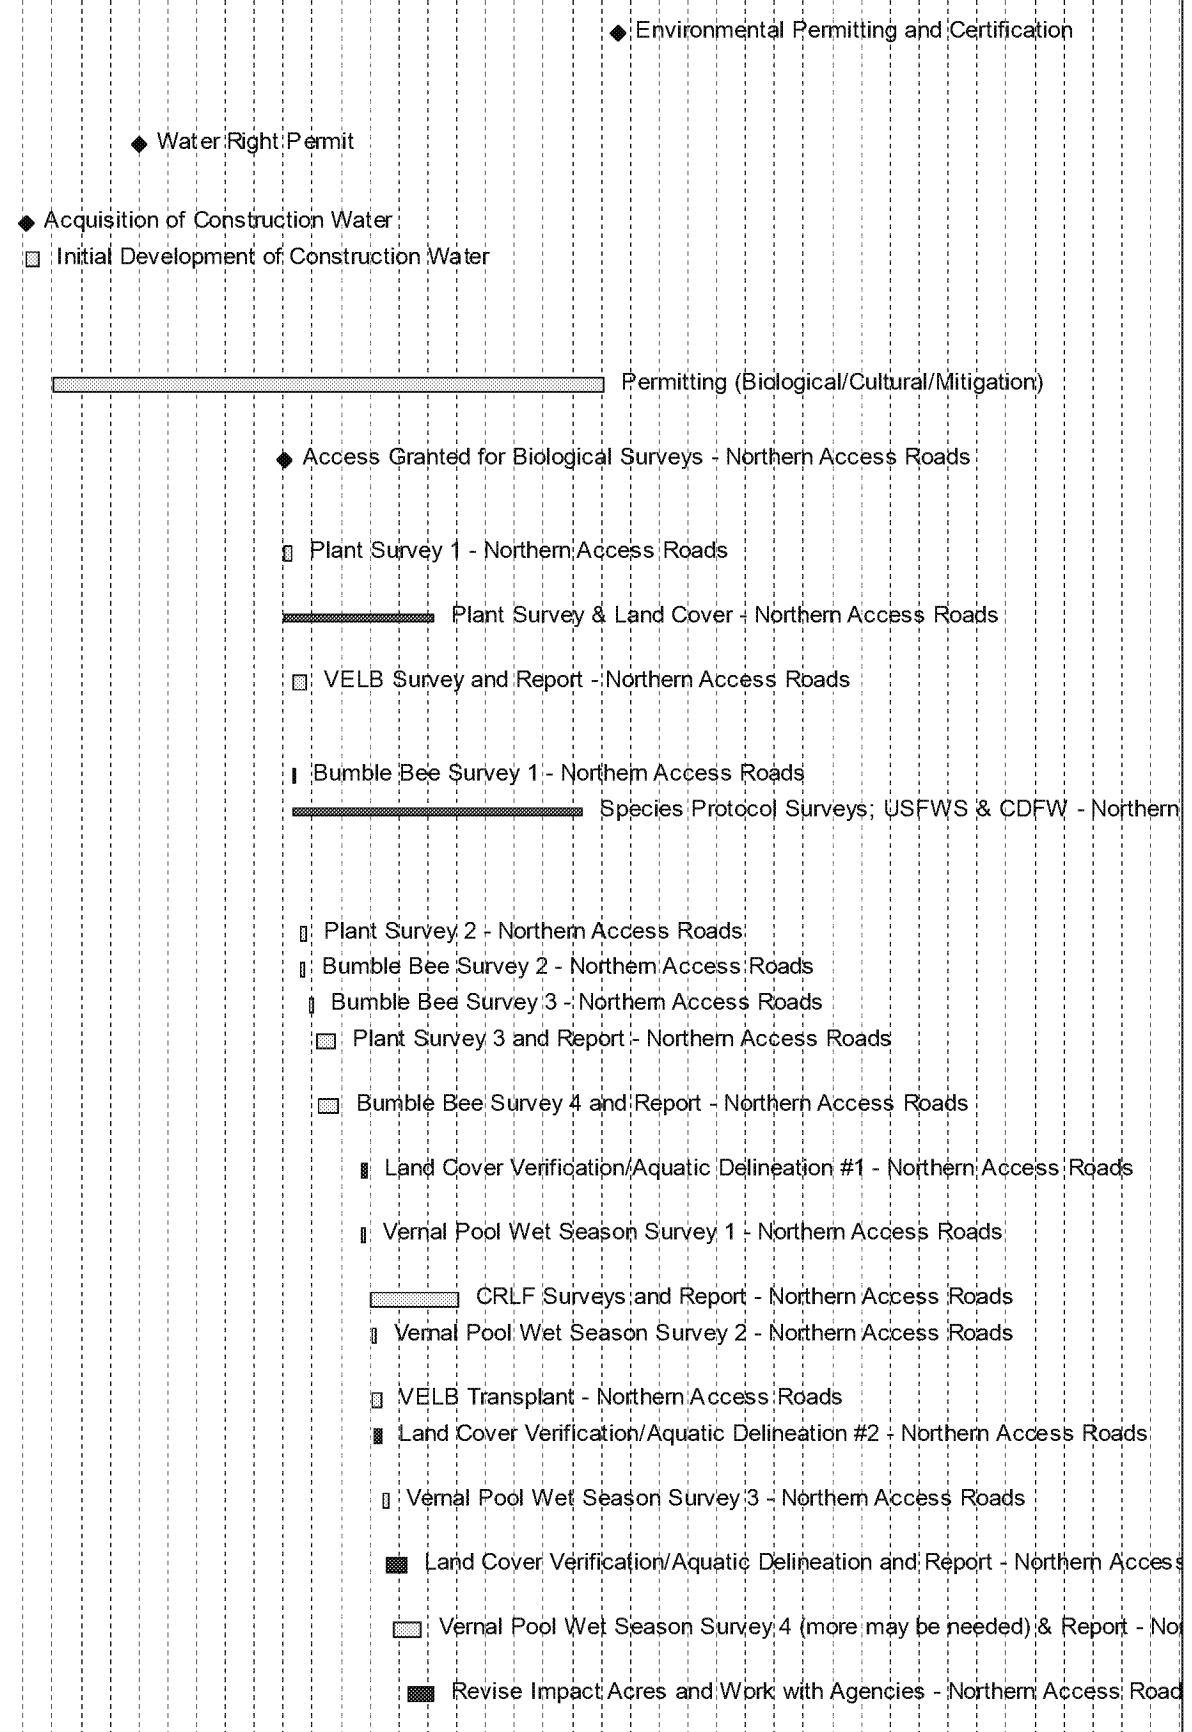 Environmental Permitting and Certification
Water Right Permit
Acquisition of Construction Water
Initial Development of Construction Water
Permitting (Biological/Cultural/Mitigation)
Access Granted for Biological Surveys - Northern Access Roads
Plant Survey 1 - Northern Access Roads
Plant Survey & Land Cover - Northern Access Roads
VELB Survey and Report - Northern Access Roads
Bumble Bee Survey 1 - Northern Access Roads
Species Protocol Surveys; USFWS & CDFW - Northern
Plant Survey 2 - Northern Access Roads
Bumble Bee Survey 2 - Northern Access Roads
Bumble Bee Survey 3 - Northern Access Roads
Plant Survey 3 and Report - Northern Access Roads
Bumble Bee Survey 4 and Report - Northern Access Roads
Land Cover Verification/Aquatic Delineation #1 - Northern Access Roads
Vernal Pool Wet Season Survey 1 - Northern Access Roads
CRLF Surveys and Report - Northern Access Roads
Vernal Pool Wet Season Survey 2 - Northern Access Roads
VELB Transplant - Northern Access Roads
Land Cover Verification/Aquatic Delineation #2 - Northern Access Roads
Vernal Pool Wet Season Survey 3 - Northern Access Roads
Land Cover Verification/Aquatic Delineation and Report - Northern Access
Vernal Pool Wet Season Survey 4 (more may be needed) & Report - No
Revise Impact Acres and Work with Agencies - Northern Access Road